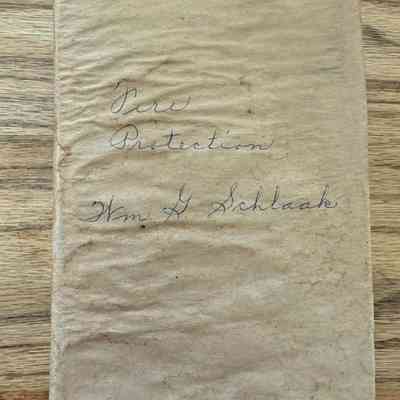 Fire
Protection
Wm G Schlaak